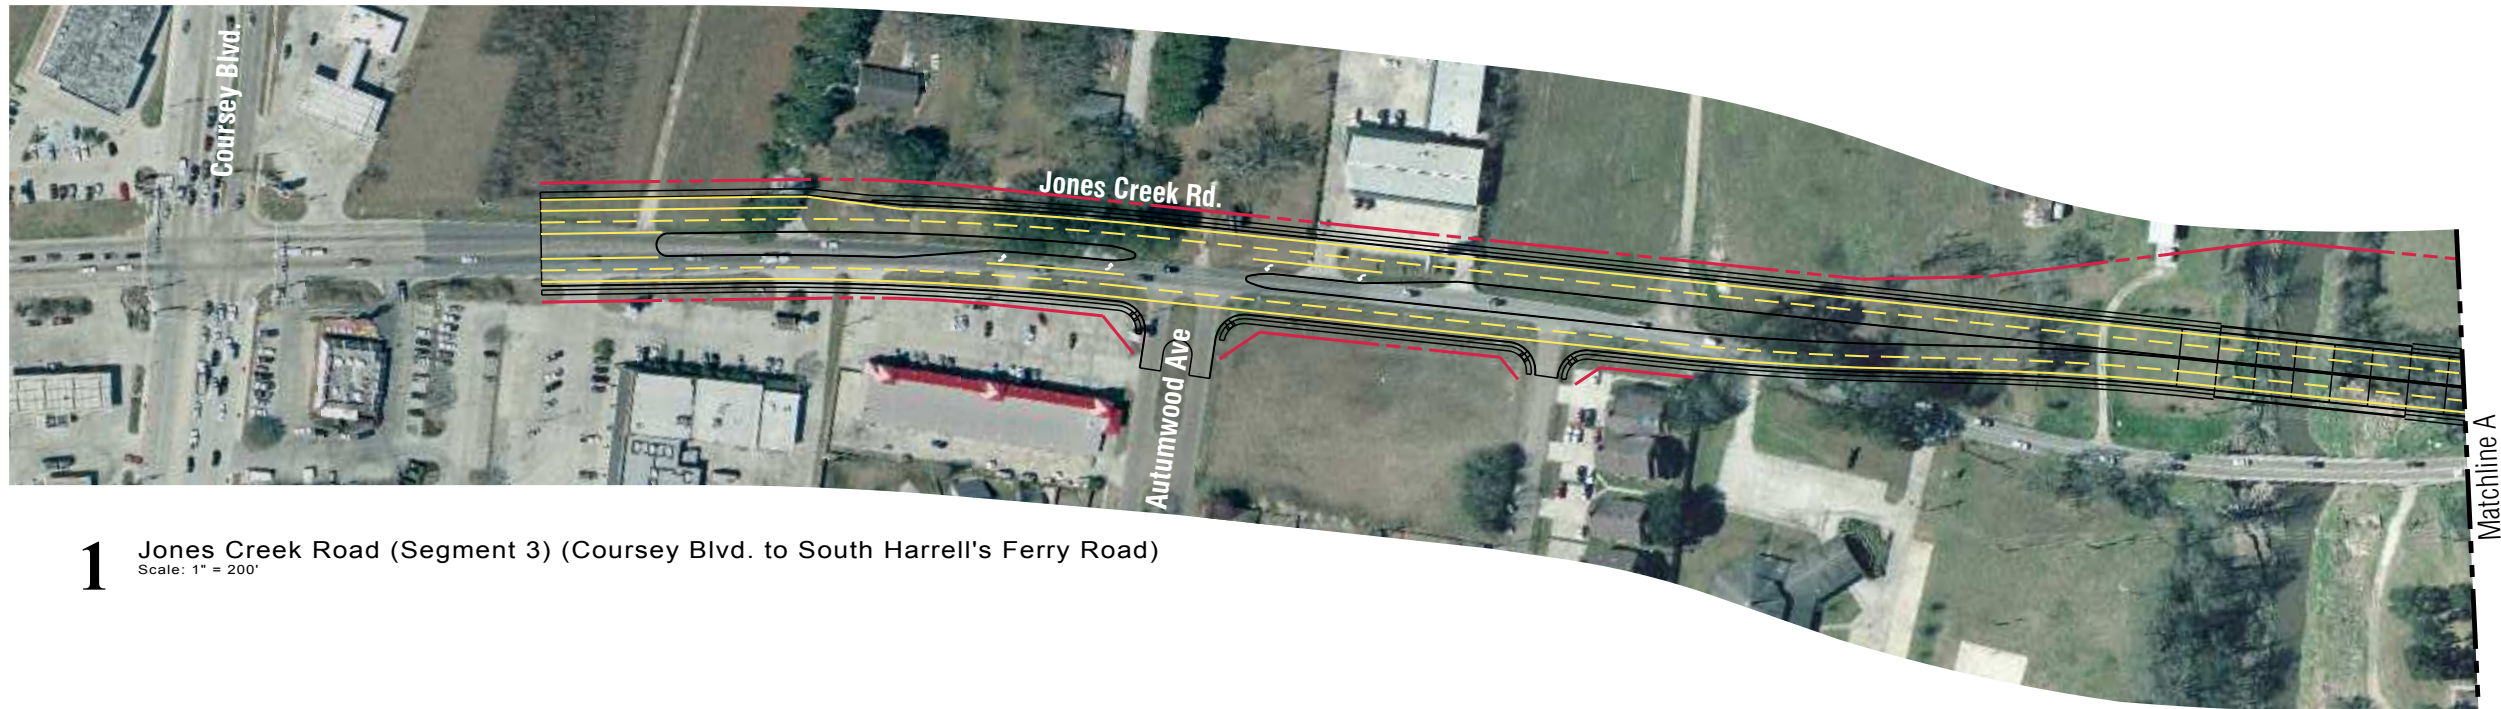 Coursey Blvd.
Jones Creek Rd.
Autumnwood Ave
Matchline A
1
Jones Creek Road (Segment 3) (Coursey Blvd. to South Harrell's Ferry Road)
Scale: 1" = 200'